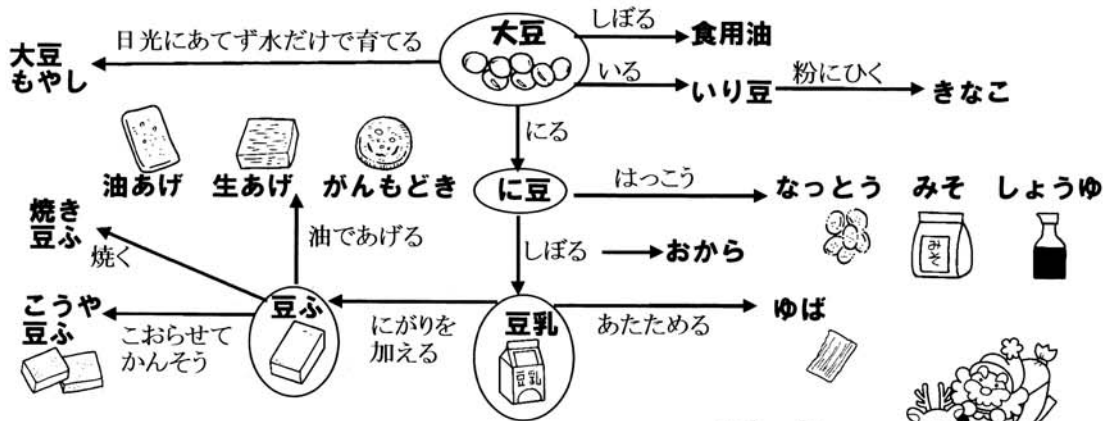 大豆
しぼる
食用油
日光にあてず水だけで育てる
大豆
もやし
いる
いり豆
粉にひく
きなこ
にる
油あげ
生あげ
がんもどき
に豆
はっこう
なっとう
みそ
しょうゆ
みそ
焼き
豆ふ
焼く
油であげる
しぼる
おから
こうや
豆ふ
こおらせて
かんそう
豆ふ
にがりを
加える
豆乳
豆乳
あたためる
ゆば